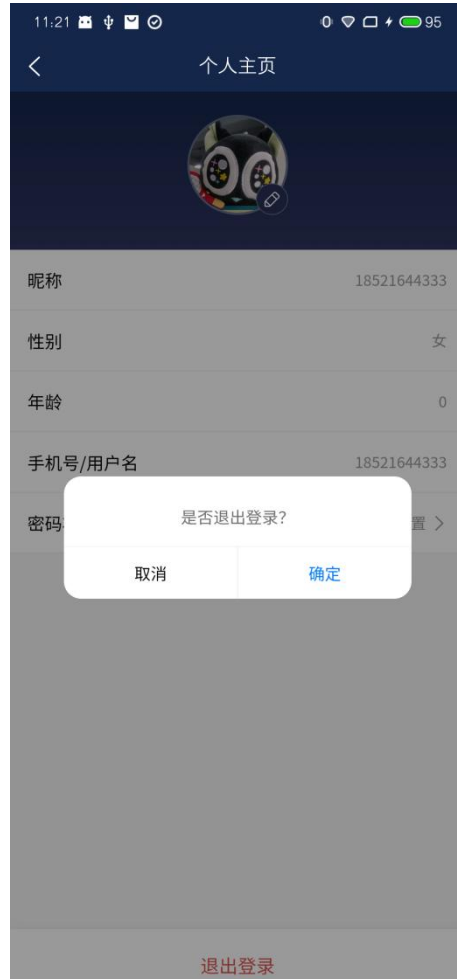 11:21
95
个人主页
昵称 18521644333
性别 女
年龄 0
手机号/用户名 18521644333
密码 置
是否退出登录?
取消 确定
退出登录